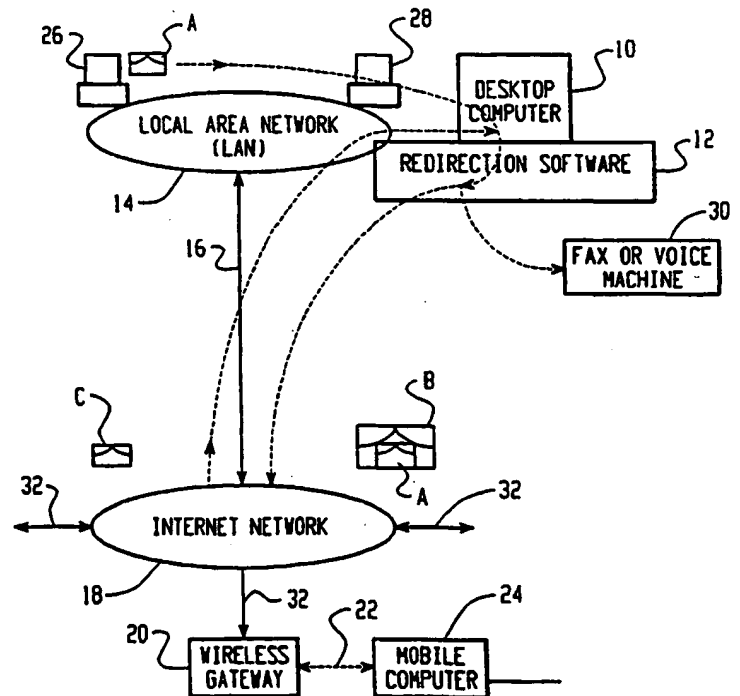 26
A
28
10
DESKTOP
COMPUTER
LOCAL AREA NETWORK
(LAN)
12
REDIRECTION SOFTWARE
14
30
16
FAX OR VOICE
MACHINE
C
B
A
32
32
INTERNET NETWORK
18
32
24
20
22
WIRELESS
GATEWAY
MOBILE
COMPUTER